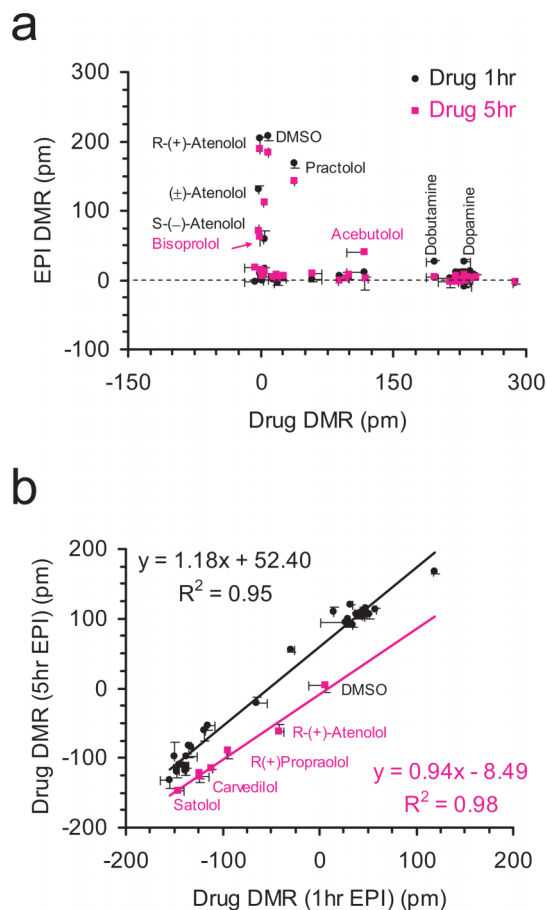 a
300
200
100
0
-100
EPI DMR (pm)
Drug 1hr
Drug 5hr
R-(+)-Atenolol
DMSO
Practolol
(±)-Atenolol
S-(–)-Atenolol
Bisoprolol
Acebutolol
Dobutamine
Dopamine
-150
0
150
300
Drug DMR (pm)
b
200
100
0
-100
-200
Drug DMR (5hr EPI) (pm)
y = 1.18x + 52.40
R² = 0.95
DMSO
R-(+)-Atenolol
R(+)Propraolol
Carvedilol
Satolol
y = 0.94x - 8.49
R² = 0.98
-200
-100
0
100
200
Drug DMR (1hr EPI) (pm)